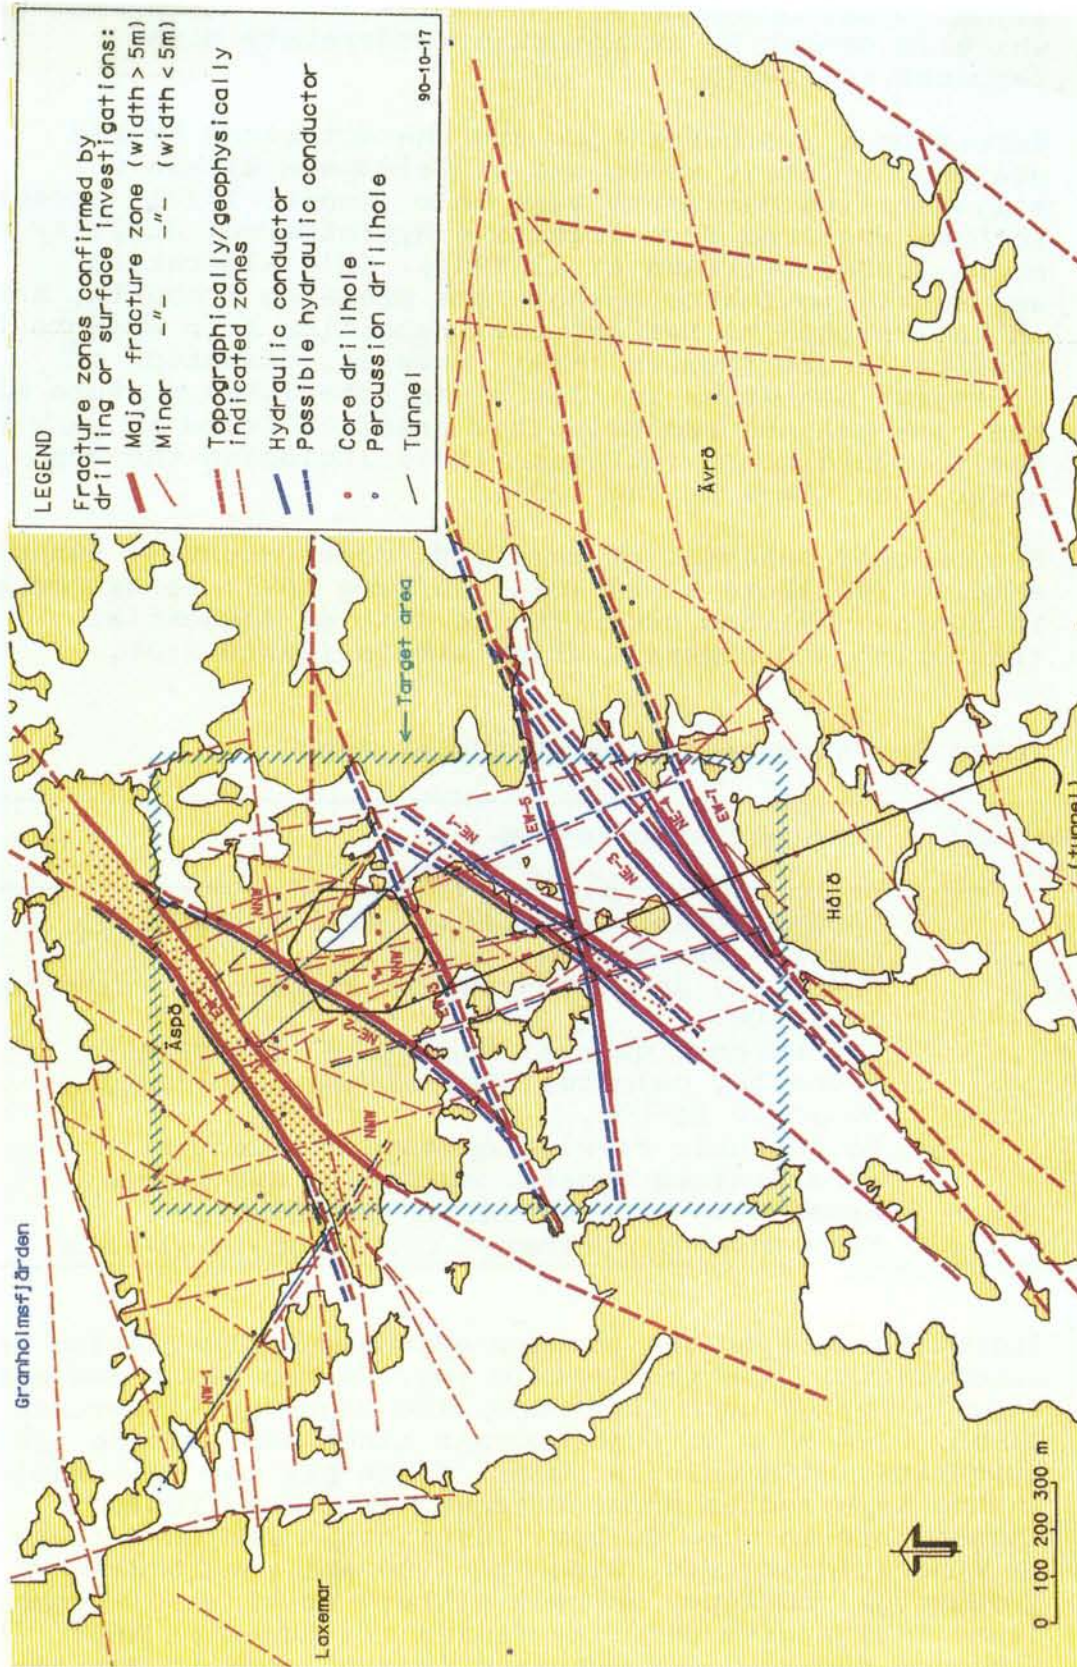 LEGEND
Fracture zones confirmed by
drilling or surface investigations:
Major fracture zone (width > 5m)
Minor –"– –"– (width < 5m)
Topographically/geophysically
indicated zones
Hydraulic conductor
Possible hydraulic conductor
Core drillhole
Percussion drillhole
Tunnel
90-10-17
Granholmsfjärden
Target area
Äspö
NW-1
NNW
NE-2
NNW
NNW
EW-3
NE-1
EW-5
NE-3
NE-4
EW-7
Ävrö
Hålö
(tunnel)
Laxemar
0 100 200 300 m